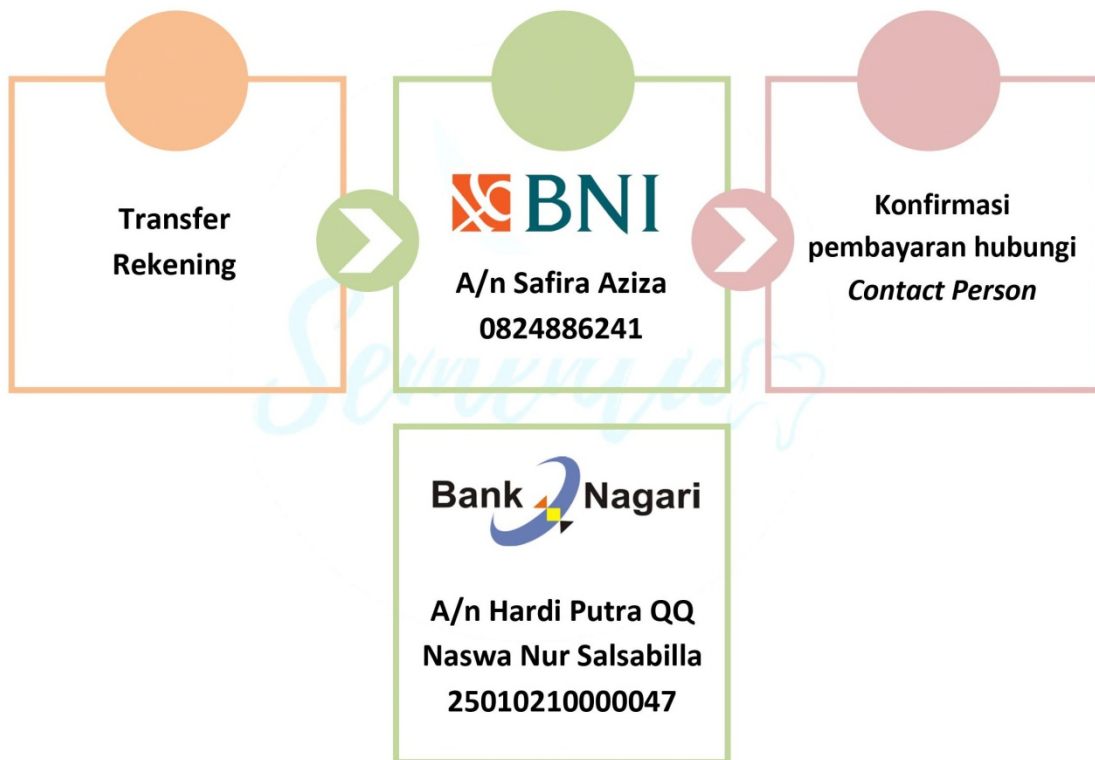 Transfer
Rekening
BNI
A/n Safira Aziza
0824886241
Konfirmasi
pembayaran hubungi
Contact Person
Semeru
Bank Nagari
A/n Hardi Putra QQ
Naswa Nur Salsabilla
25010210000047